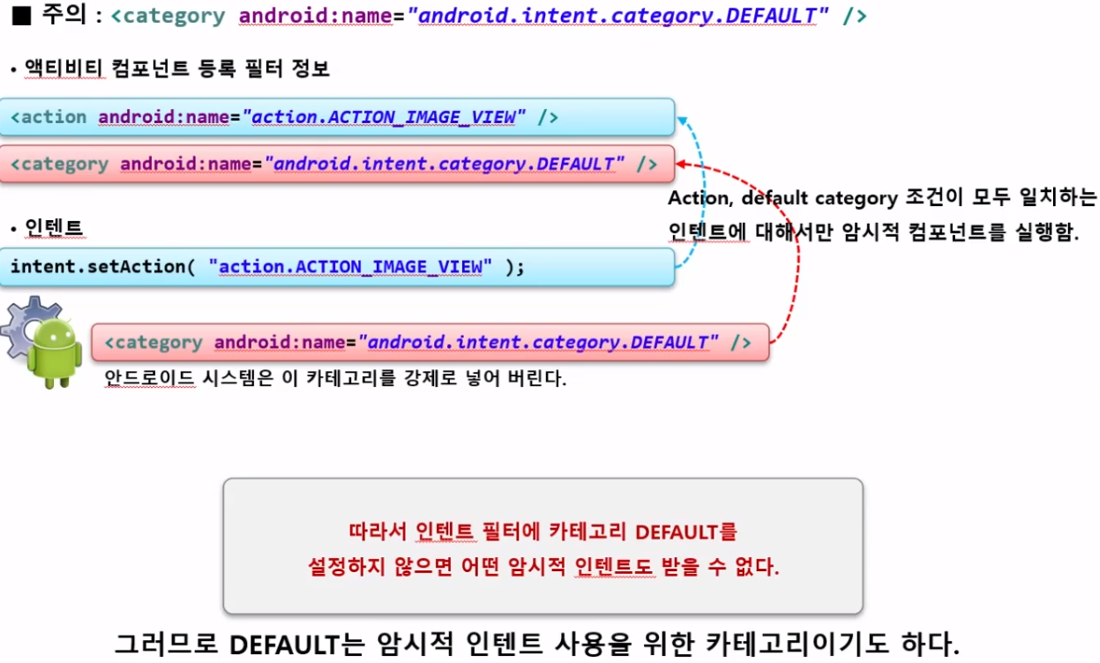 ■ 주의 : <category android:name="android.intent.category.DEFAULT" />
• 액티비티 컴포넌트 등록 필터 정보
<action android:name="action.ACTION_IMAGE_VIEW" />
<category android:name="android.intent.category.DEFAULT" />
Action, default category 조건이 모두 일치하는
인텐트에 대해서만 암시적 컴포넌트를 실행함.
• 인텐트
intent.setAction( "action.ACTION_IMAGE_VIEW" );
<category android:name="android.intent.category.DEFAULT" />
안드로이드 시스템은 이 카테고리를 강제로 넣어 버린다.
따라서 인텐트 필터에 카테고리 DEFAULT를
설정하지 않으면 어떤 암시적 인텐트도 받을 수 없다.
그러므로 DEFAULT는 암시적 인텐트 사용을 위한 카테고리이기도 하다.